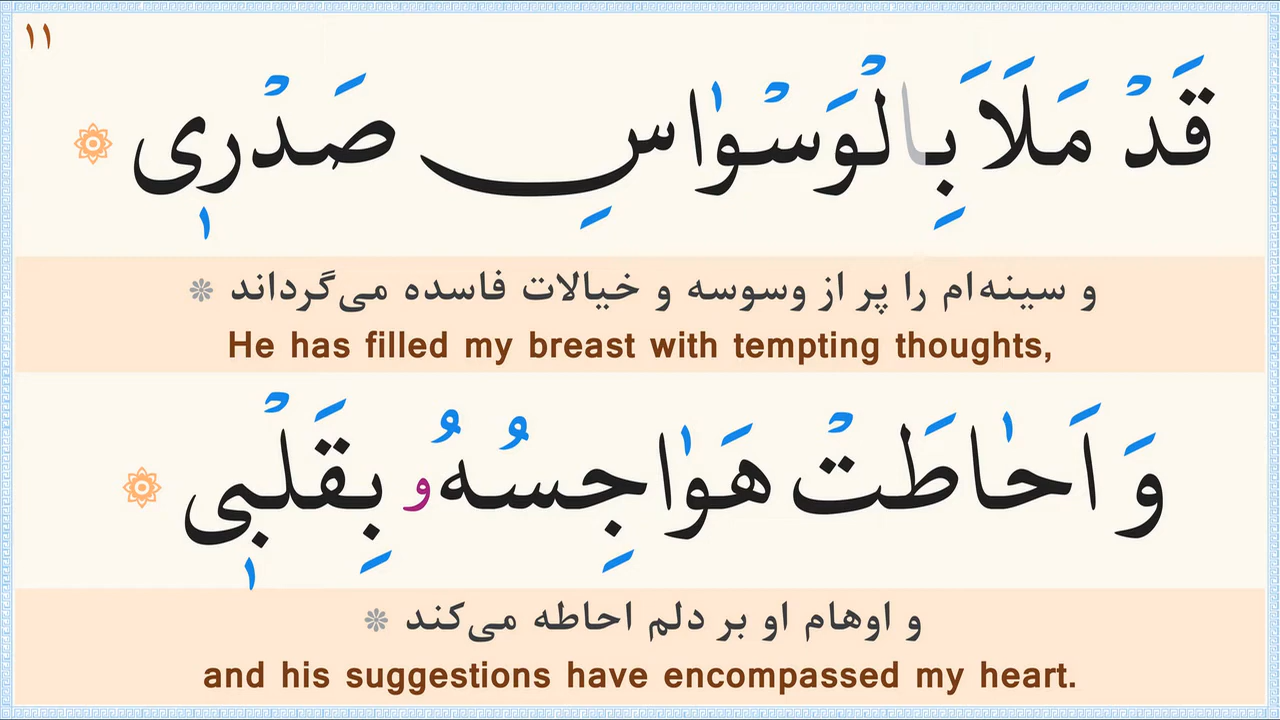 ۱۱
قَدْ مَلَاَ بِالْوَسْوٰاسِ صَدْرٖی
و سینه‌ام را پر از وسوسه و خیالات فاسده می‌گرداند
He has filled my breast with tempting thoughts,
وَ اَحٰاطَتْ هَوٰاجِسُهُو بِقَلْبٖی
و اوهام او بر دلم احاطه می‌کند
and his suggestions have encompassed my heart.